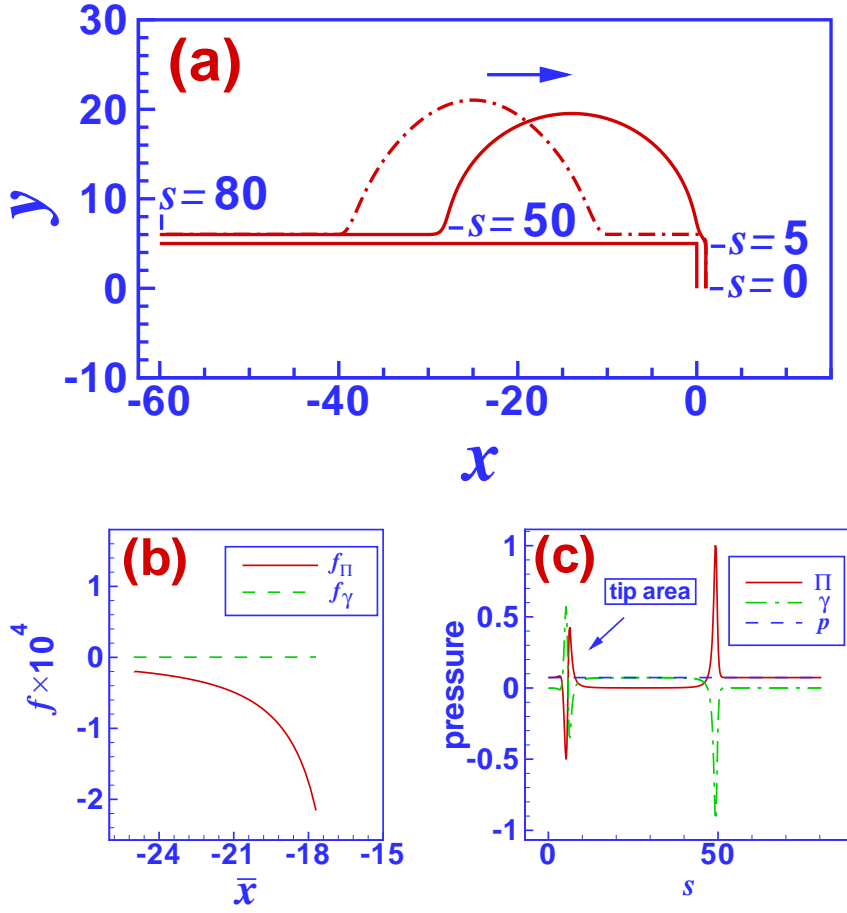 (a)
30
20
10
0
-10
y
s = 80
s = 50
s = 5
s = 0
-60 -40 -20 0
x
(b)
f_Π
f_γ
1
0
-1
-2
f×10^4
-24 -21 -18 -15
x̄
(c)
tip area
Π
γ
p
1
0.5
0
-0.5
-1
pressure
0 50
s